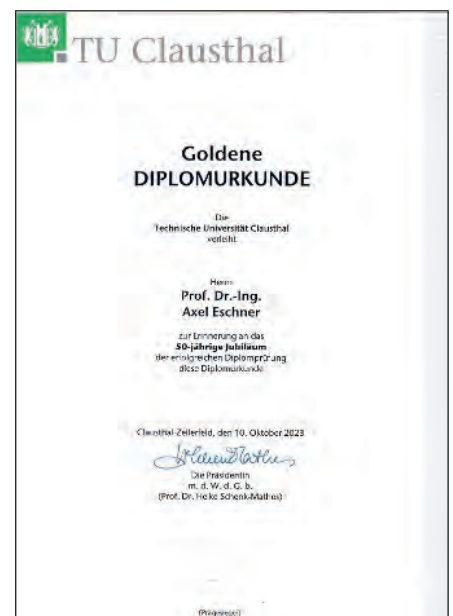 TU Clausthal
Goldene
DIPLOMURKUNDE
Die
Technische Universität Clausthal
verleiht
Herrn
Prof. Dr.-Ing.
Axel Eschner
zur Erinnerung an das
50-jährige Jubiläum
der erfolgreichen Diplomprüfung
diese Diplomurkunde
Clausthal-Zellerfeld, den 10. Oktober 2023
Die Präsidentin
m. d. W. d. G. b.
(Prof. Dr. Heike Schenk-Mathes)
(Prägesiegel)